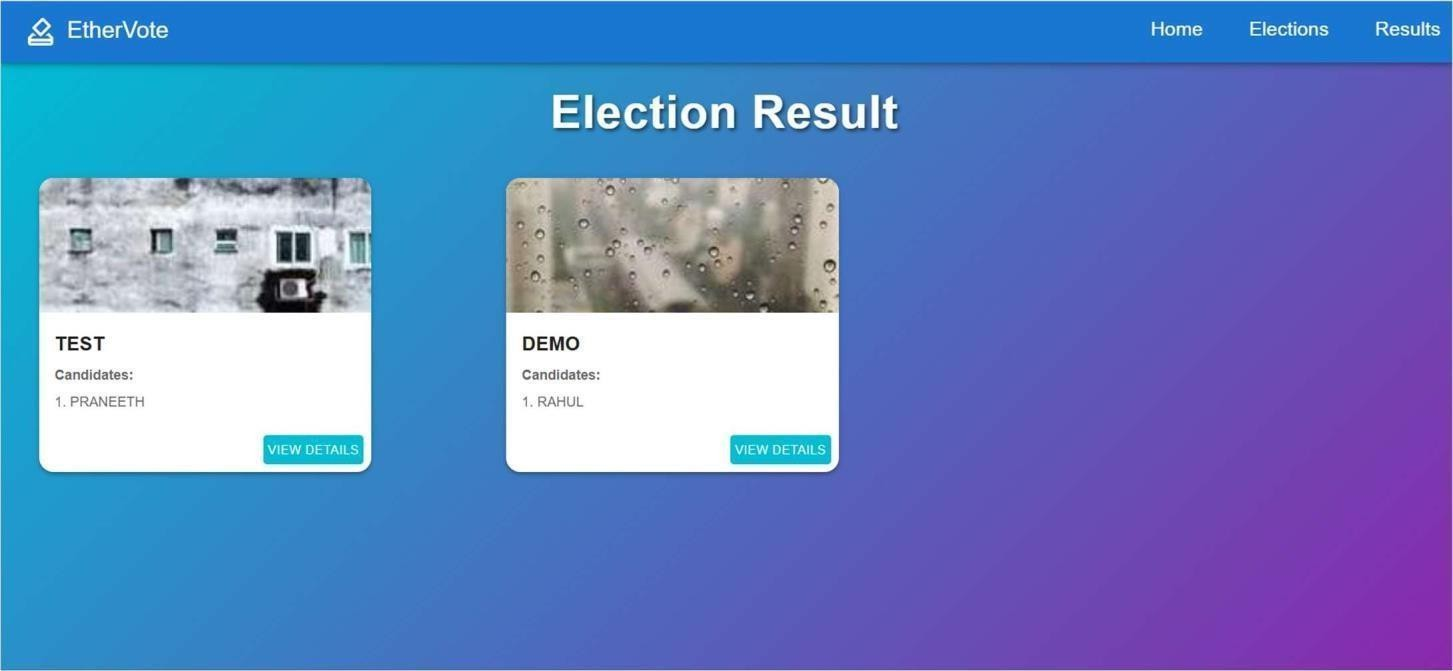 EtherVote
Home
Elections
Results
Election Result
TEST
Candidates:
1. PRANEETH
VIEW DETAILS
DEMO
Candidates:
1. RAHUL
VIEW DETAILS